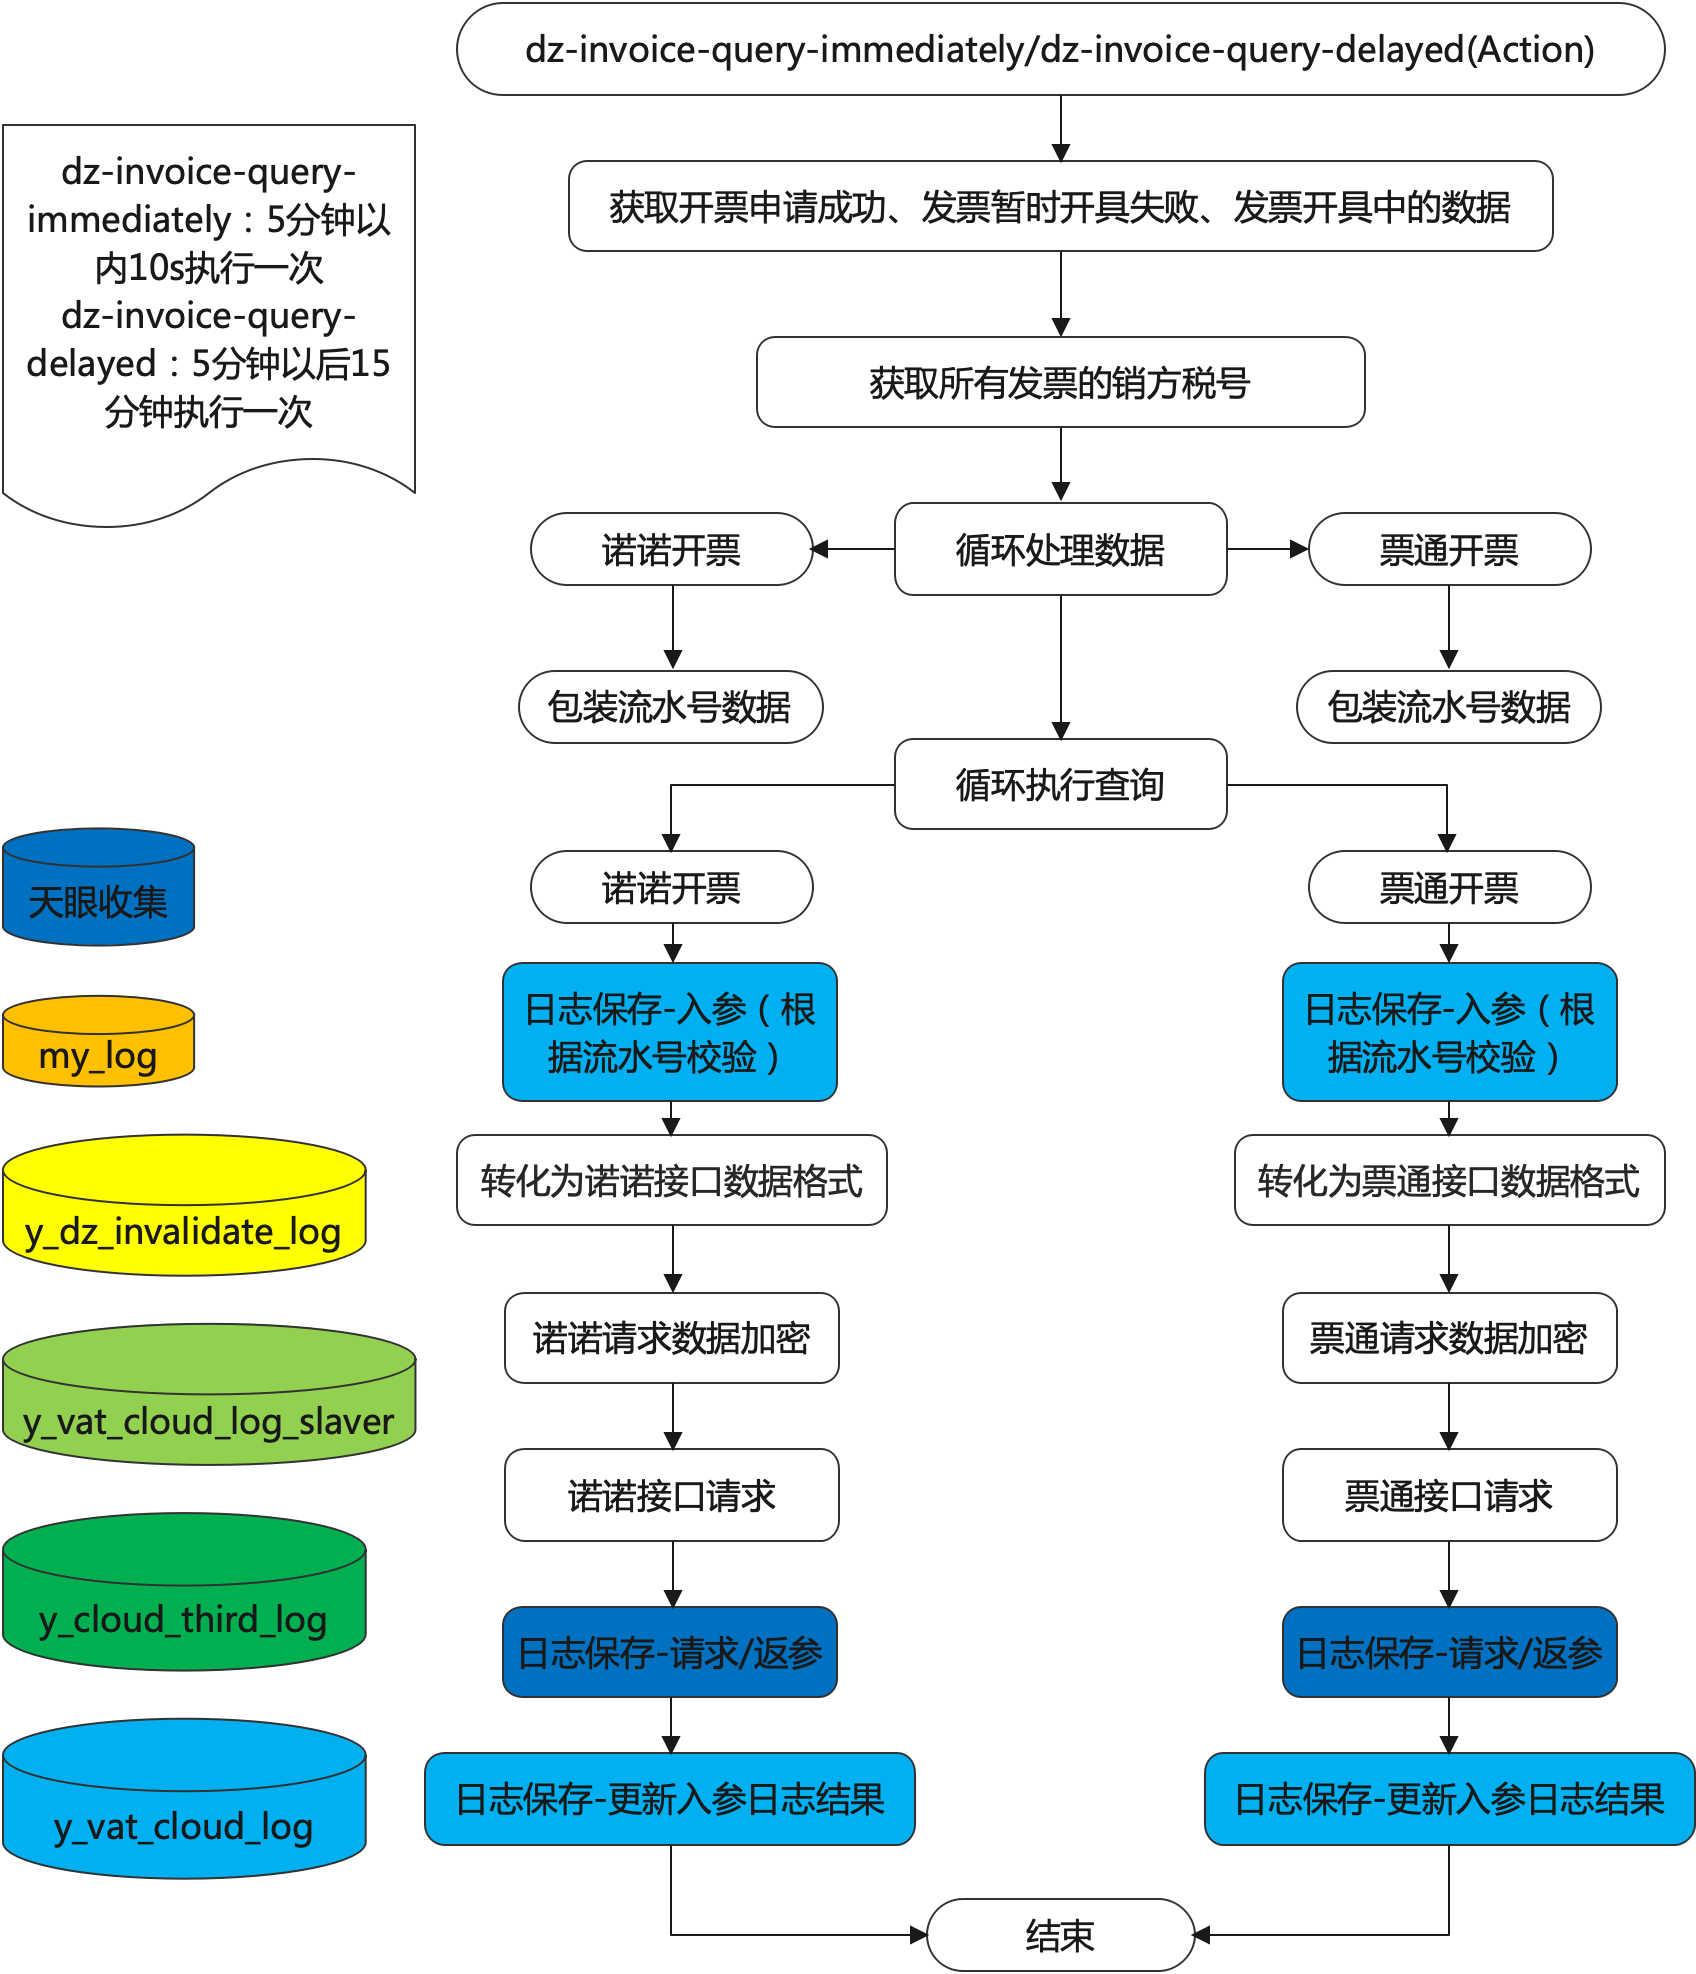 dz-invoice-query-immediately/dz-invoice-query-delayed(Action)
dz-invoice-query-
immediately：5分钟以
内10s执行一次
dz-invoice-query-
delayed：5分钟以后15
分钟执行一次
获取开票申请成功、发票暂时开具失败、发票开具中的数据
获取所有发票的销方税号
诺诺开票
循环处理数据
票通开票
包装流水号数据
包装流水号数据
循环执行查询
诺诺开票
票通开票
天眼收集
my_log
y_dz_invalidate_log
y_vat_cloud_log_slaver
y_cloud_third_log
y_vat_cloud_log
日志保存-入参（根
据流水号校验）
转化为诺诺接口数据格式
诺诺请求数据加密
诺诺接口请求
日志保存-请求/返参
日志保存-更新入参日志结果
日志保存-入参（根
据流水号校验）
转化为票通接口数据格式
票通请求数据加密
票通接口请求
日志保存-请求/返参
日志保存-更新入参日志结果
结束